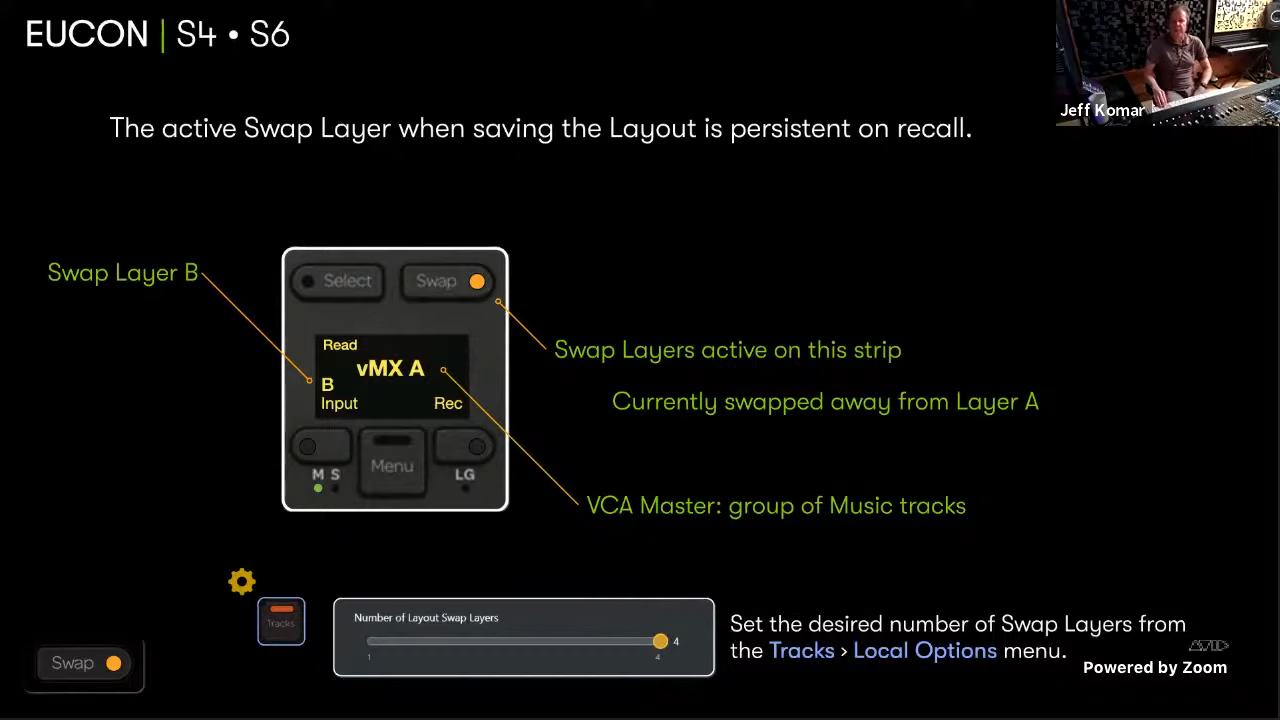 EUCON | S4 • S6
Jeff Komar
The active Swap Layer when saving the Layout is persistent on recall.
Swap Layer B
Select
Swap
Read
vMX A
B
Input
Rec
M S
Menu
LG
Swap Layers active on this strip
Currently swapped away from Layer A
VCA Master: group of Music tracks
Tracks
Number of Layout Swap Layers
4
1
4
Set the desired number of Swap Layers from
the Tracks › Local Options menu.
Swap
AVID
Powered by Zoom